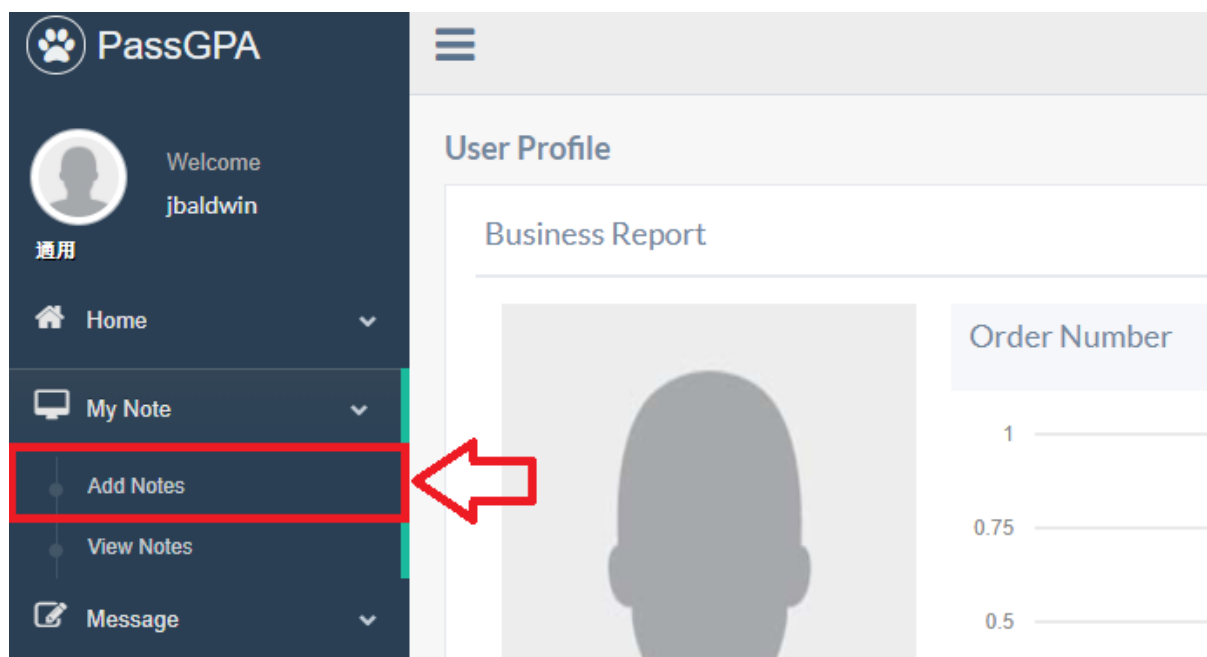 PassGPA
Welcome
jbaldwin
通用
Home
My Note
Add Notes
View Notes
Message
User Profile
Business Report
Order Number
1
0.75
0.5